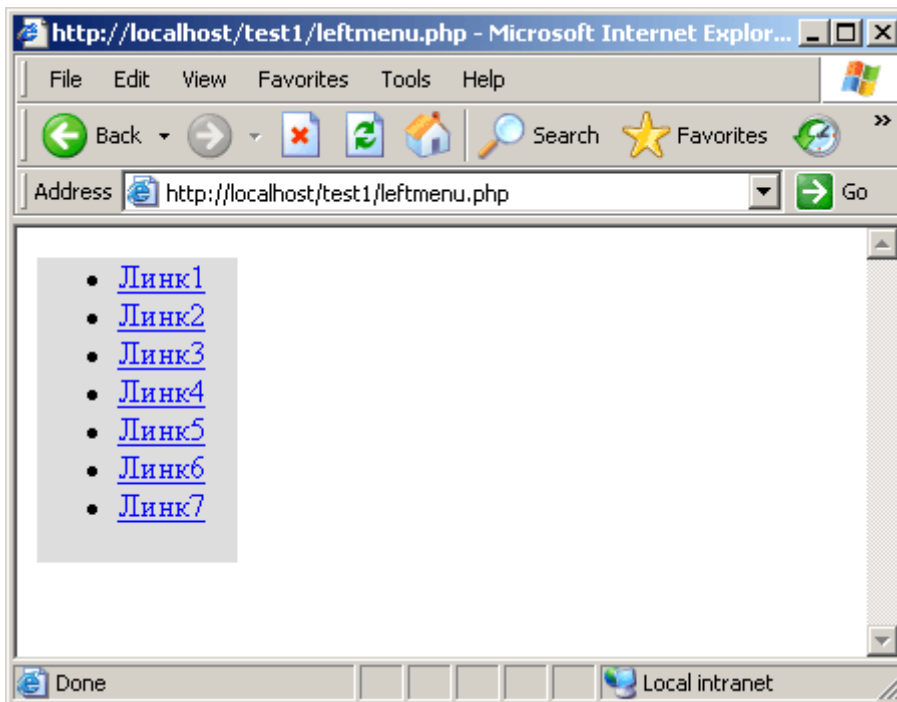 http://localhost/test1/leftmenu.php - Microsoft Internet Explor...
File Edit View Favorites Tools Help
Back Search Favorites »
Address http://localhost/test1/leftmenu.php Go
• Линк1
• Линк2
• Линк3
• Линк4
• Линк5
• Линк6
• Линк7
Done Local intranet